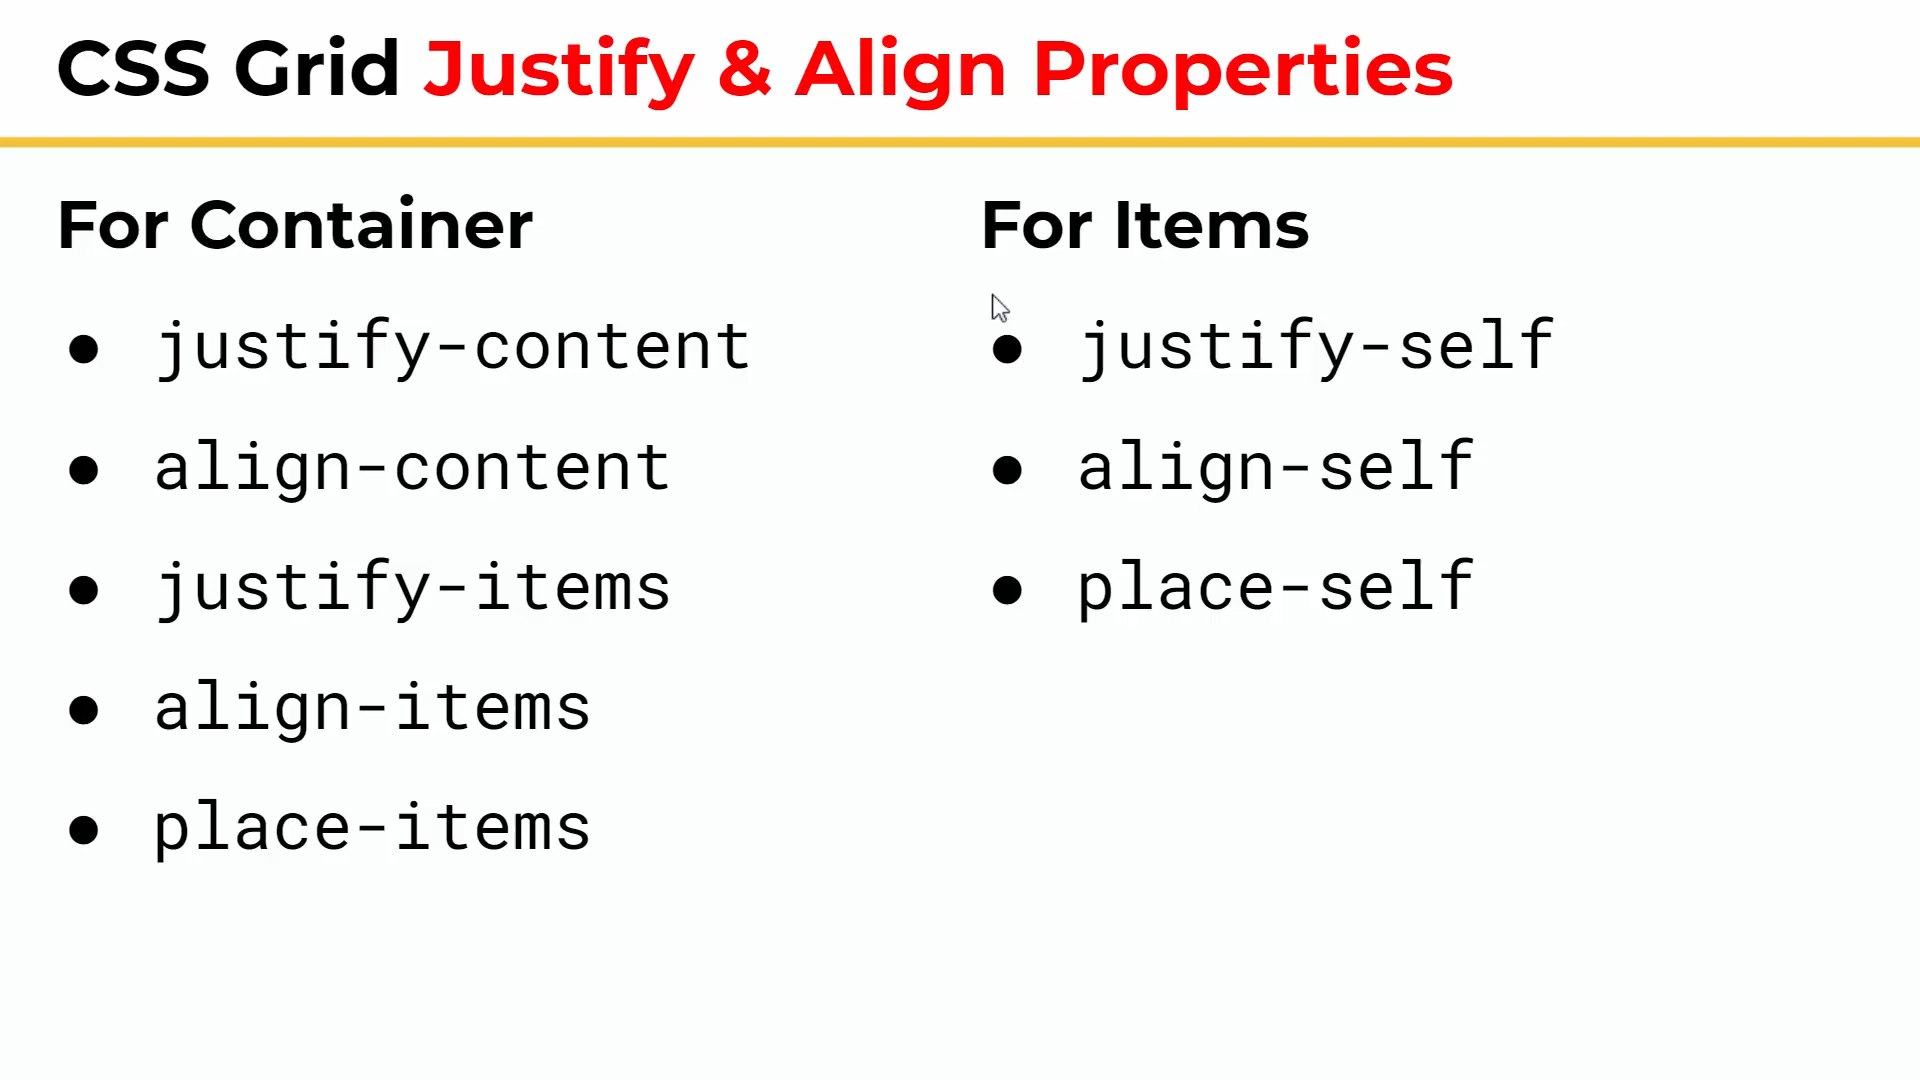 CSS Grid Justify & Align Properties
For Container
● justify-content
● align-content
● justify-items
● align-items
● place-items
For Items
● justify-self
● align-self
● place-self